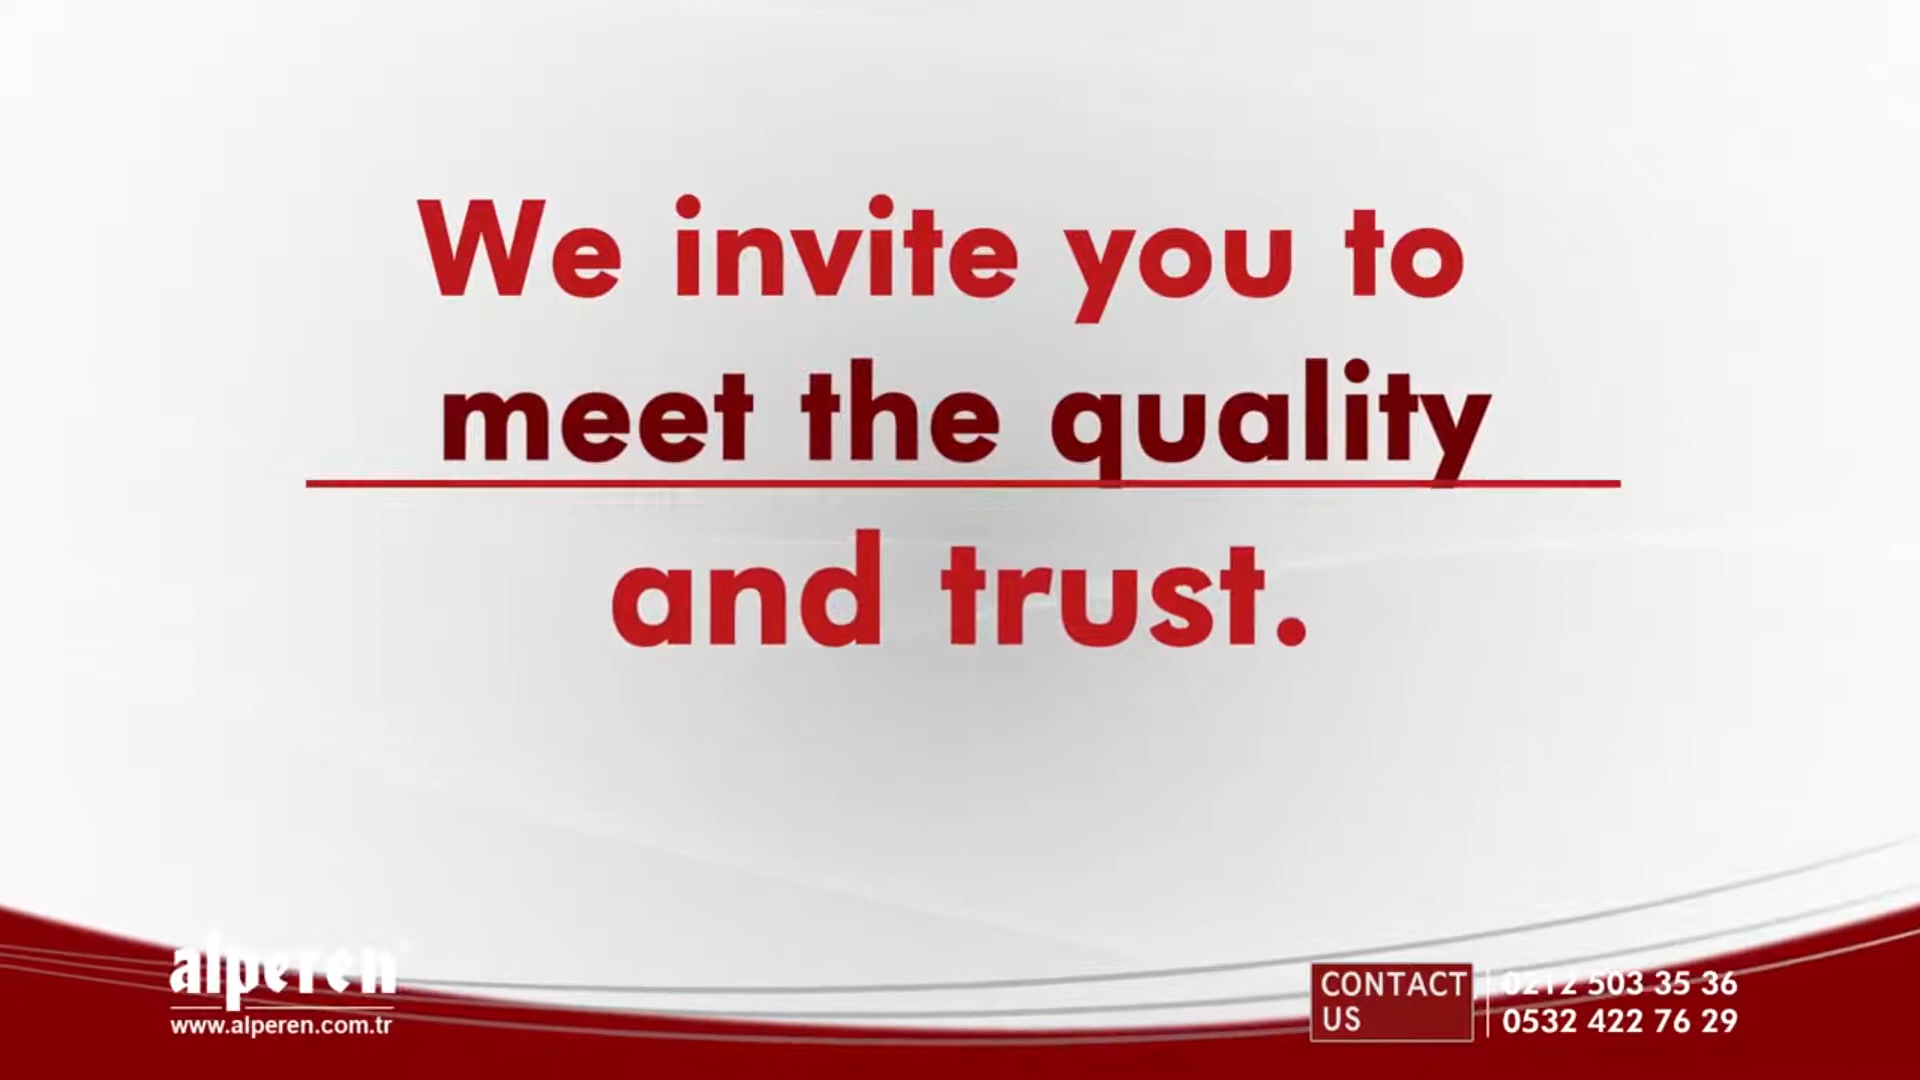 We invite you to
meet the quality
and trust.
alperen
www.alperen.com.tr
CONTACT
US
0212 503 35 36
0532 422 76 29